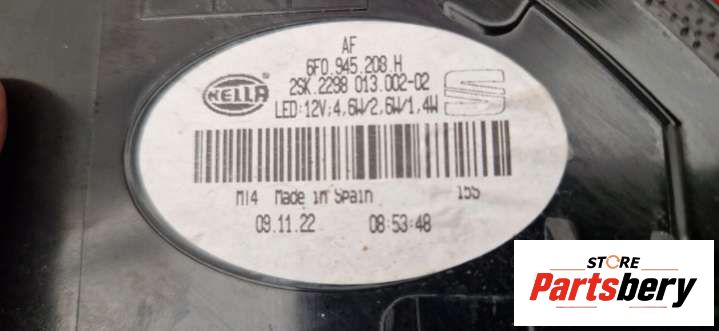 AF
6F0.945.208.H
2SK.2298 013.002-02
HELLA
LED:12V;4,6W/2,6W/1,4W
M14 Made in Spain 15S
09.11.22 08:53:48
STORE
Partsbery